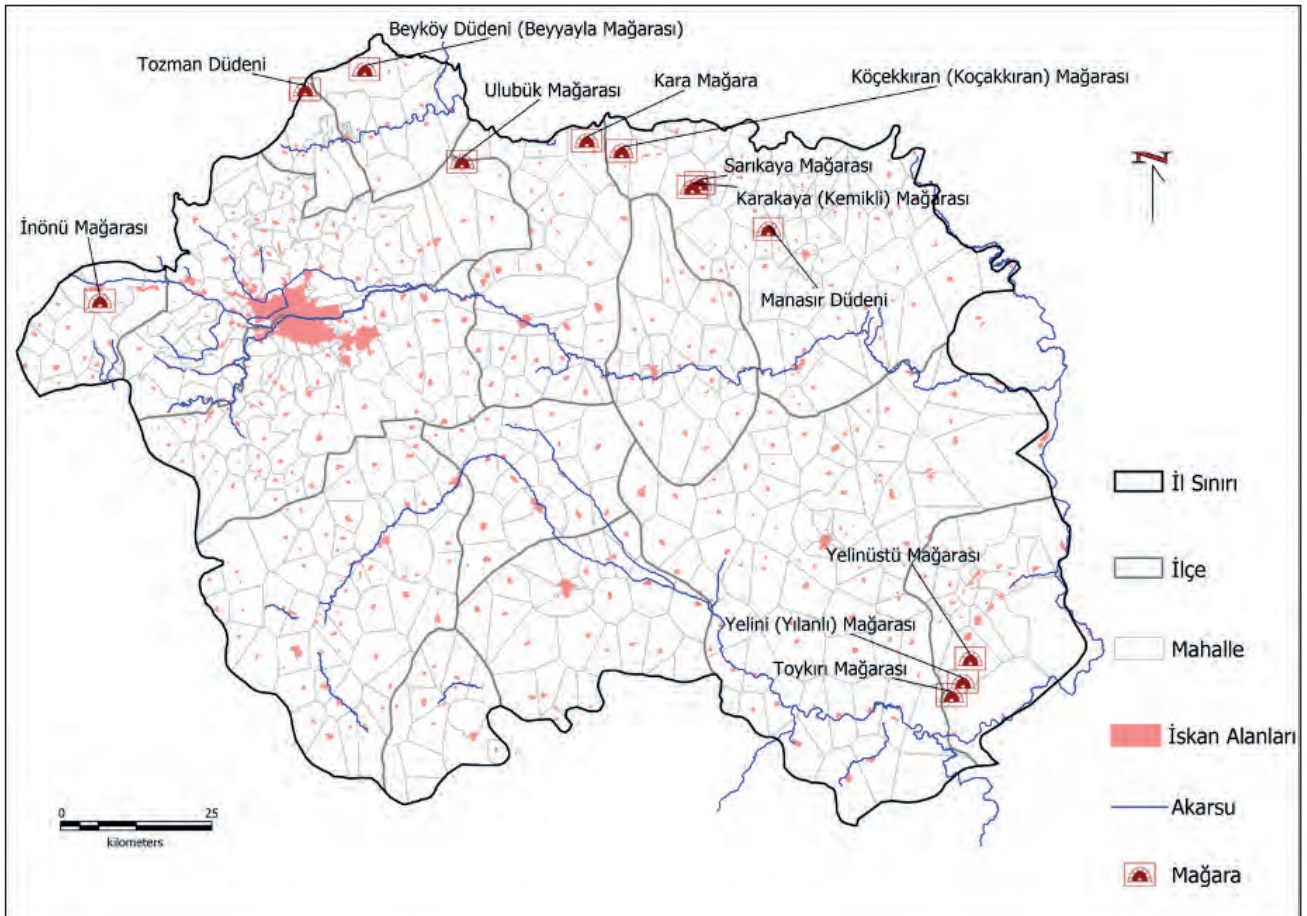 Beyköy Düdeni (Beyyayla Mağarası)
Tozman Düdeni
Ulubük Mağarası
Kara Mağara
Köçekkıran (Koçakkıran) Mağarası
Sarıkaya Mağarası
Karakaya (Kemikli) Mağarası
İnönü Mağarası
Manasır Düdeni
Yelinüstü Mağarası
Yelini (Yılanlı) Mağarası
Toykırı Mağarası
N
İl Sınırı
İlçe
Mahalle
İskan Alanları
Akarsu
Mağara
0 25
kilometers